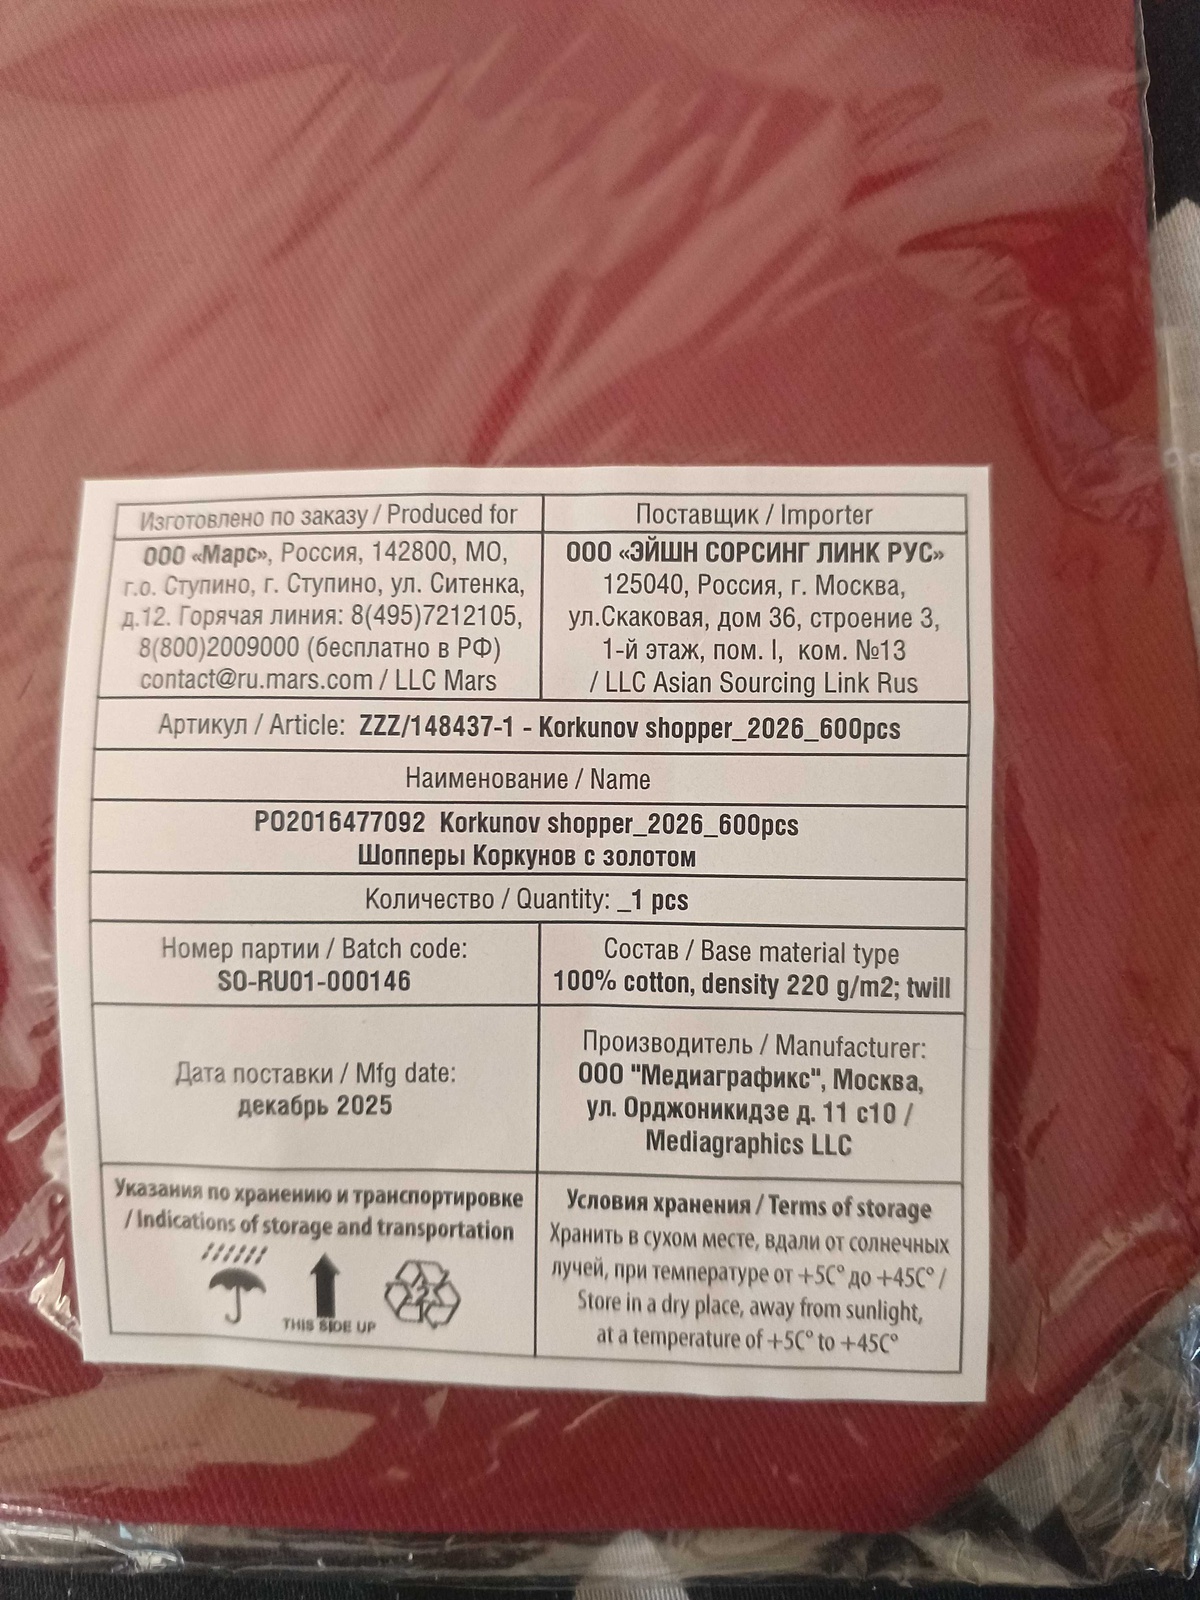 Изготовлено по заказу / Produced for
ООО «Марс», Россия, 142800, МО,
г.о. Ступино, г. Ступино, ул. Ситенка,
д.12. Горячая линия: 8(495)7212105,
8(800)2009000 (бесплатно в РФ)
contact@ru.mars.com / LLC Mars
Поставщик / Importer
ООО «ЭЙШН СОРСИНГ ЛИНК РУС»
125040, Россия, г. Москва,
ул.Скаковая, дом 36, строение 3,
1-й этаж, пом. I, ком. №13
/ LLC Asian Sourcing Link Rus
Артикул / Article: ZZZ/148437-1 - Korkunov shopper_2026_600pcs
Наименование / Name
PO2016477092 Korkunov shopper_2026_600pcs
Шопперы Коркунов с золотом
Количество / Quantity: _1 pcs
Номер партии / Batch code:
SO-RU01-000146
Состав / Base material type
100% cotton, density 220 g/m2; twill
Дата поставки / Mfg date:
декабрь 2025
Производитель / Manufacturer:
ООО "Медиаграфикс", Москва,
ул. Орджоникидзе д. 11 с10 /
Mediagraphics LLC
Указания по хранению и транспортировке
/ Indications of storage and transportation
THIS SIDE UP
Условия хранения / Terms of storage
Хранить в сухом месте, вдали от солнечных
лучей, при температуре от +5C° до +45C° /
Store in a dry place, away from sunlight,
at a temperature of +5C° to +45C°